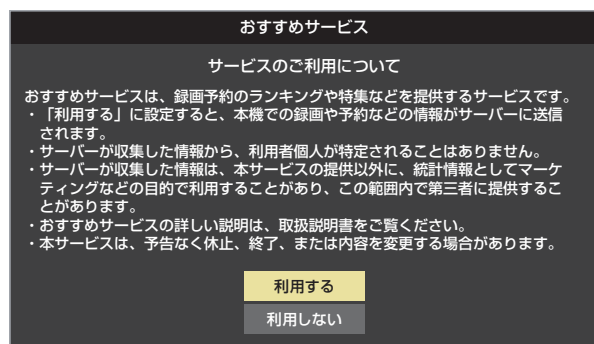 おすすめサービス
サービスのご利用について
おすすめサービスは、録画予約のランキングや特集などを提供するサービスです。
・「利用する」に設定すると、本機での録画や予約などの情報がサーバーに送信
されます。
・サーバーが収集した情報から、利用者個人が特定されることはありません。
・サーバーが収集した情報は、本サービスの提供以外に、統計情報としてマーケ
ティングなどの目的で利用することがあり、この範囲内で第三者に提供するこ
とがあります。
・おすすめサービスの詳しい説明は、取扱説明書をご覧ください。
・本サービスは、予告なく休止、終了、または内容を変更する場合があります。
利用する
利用しない